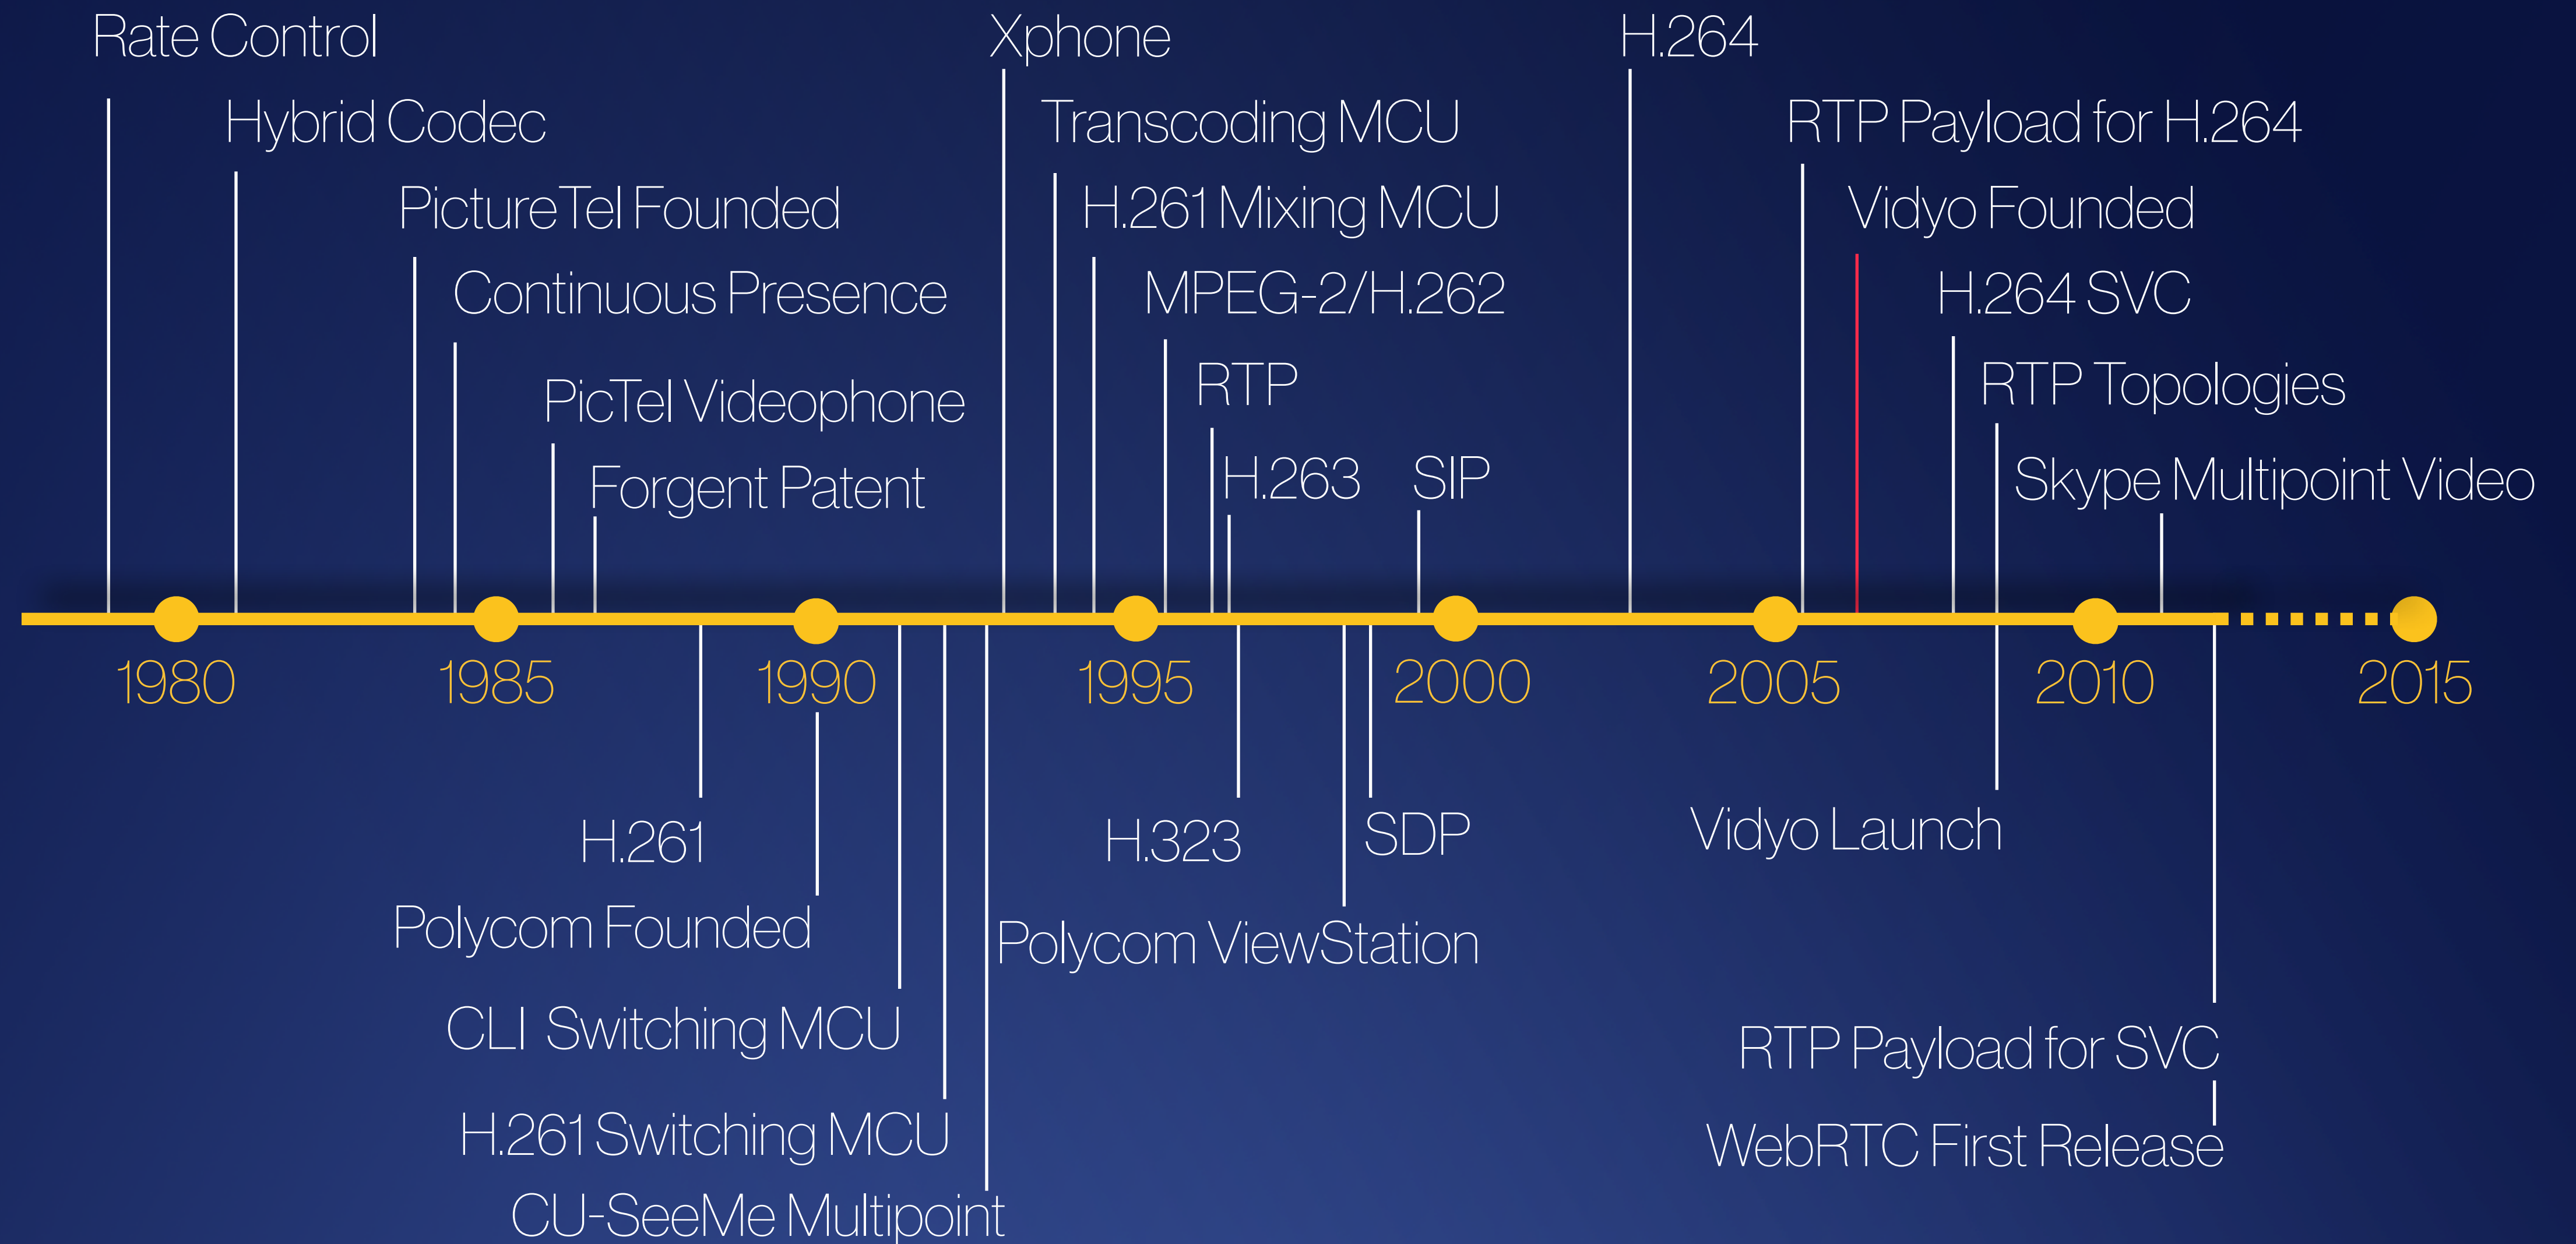 Rate Control
Xphone
H.264
Hybrid Codec
Transcoding MCU
RTP Payload for H.264
PictureTel Founded
H.261 Mixing MCU
Vidyo Founded
Continuous Presence
MPEG-2/H.262
H.264 SVC
PicTel Videophone
RTP
RTP Topologies
Forgent Patent
H.263
SIP
Skype Multipoint Video
1980
1985
1990
1995
2000
2005
2010
2015
H.261
H.323
SDP
Vidyo Launch
Polycom Founded
Polycom ViewStation
CLI Switching MCU
RTP Payload for SVC
H.261 Switching MCU
WebRTC First Release
CU-SeeMe Multipoint